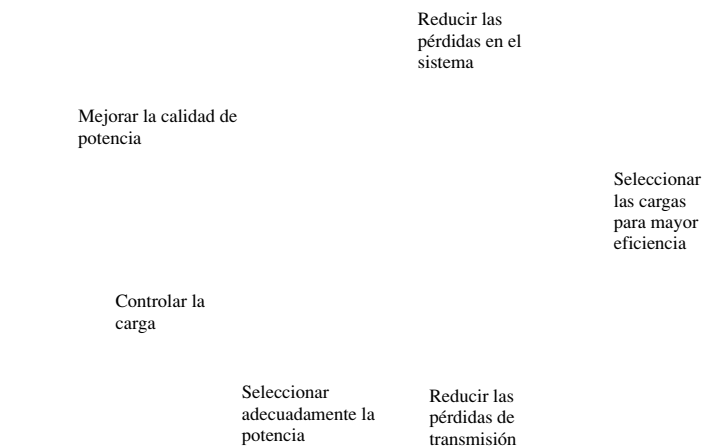 Reducir las
pérdidas en el
sistema
Mejorar la calidad de
potencia
Seleccionar
las cargas
para mayor
eficiencia
Controlar la
carga
Seleccionar
adecuadamente la
potencia
Reducir las
pérdidas de
transmisión